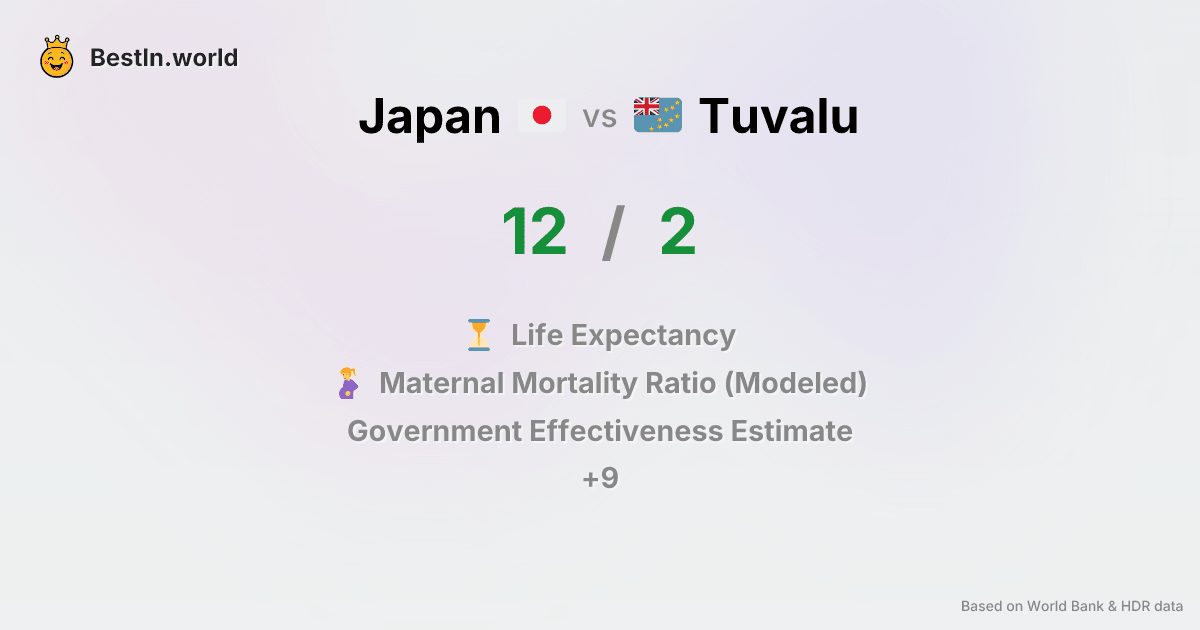 BestIn.world
Japan vs Tuvalu
12 / 2
Life Expectancy
Maternal Mortality Ratio (Modeled)
Government Effectiveness Estimate
+9
Based on World Bank & HDR data